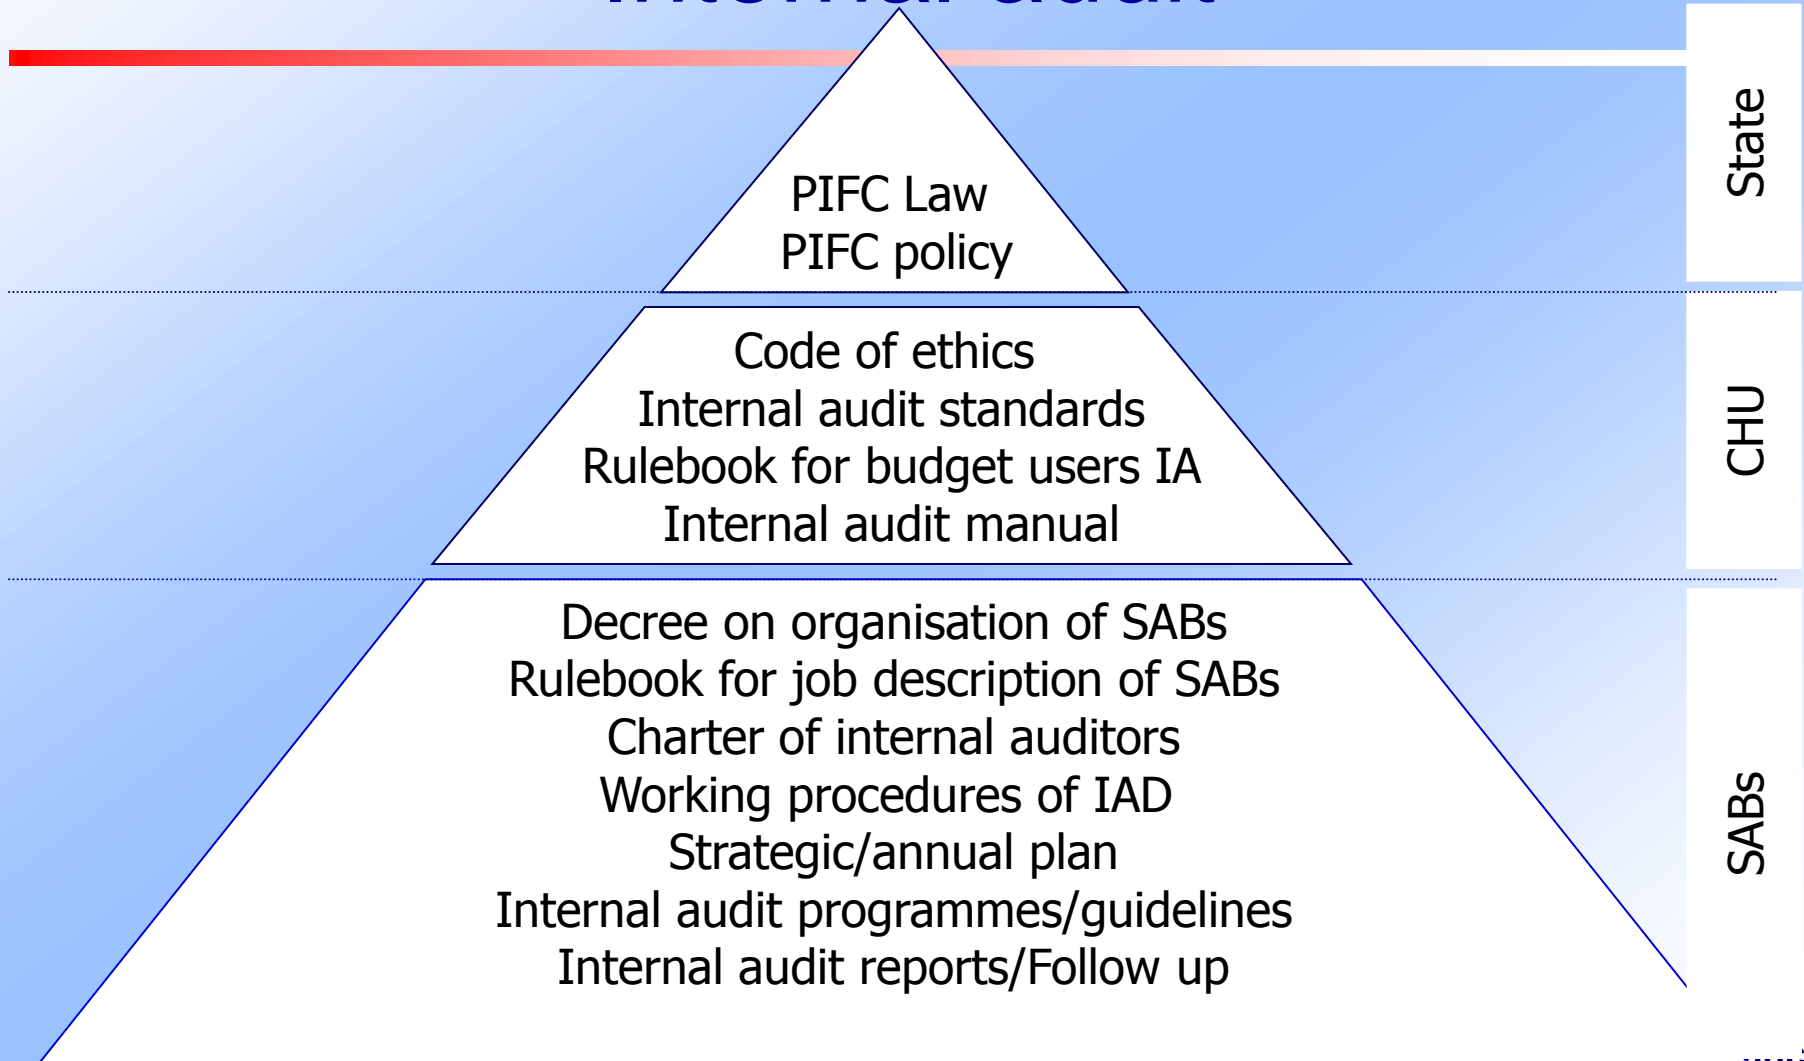 Internal audit
PIFC Law
PIFC policy
State
Code of ethics
Internal audit standards
Rulebook for budget users IA
Internal audit manual
CHU
Decree on organisation of SABs
Rulebook for job description of SABs
Charter of internal auditors
Working procedures of IAD
Strategic/annual plan
Internal audit programmes/guidelines
Internal audit reports/Follow up
SABs